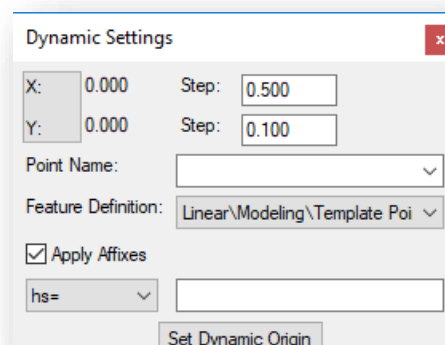 Dynamic Settings x
X: 0.000 Step: 0.500
Y: 0.000 Step: 0.100
Point Name:
Feature Definition: Linear\Modeling\Template Poi
Apply Affixes
hs=
Set Dynamic Origin